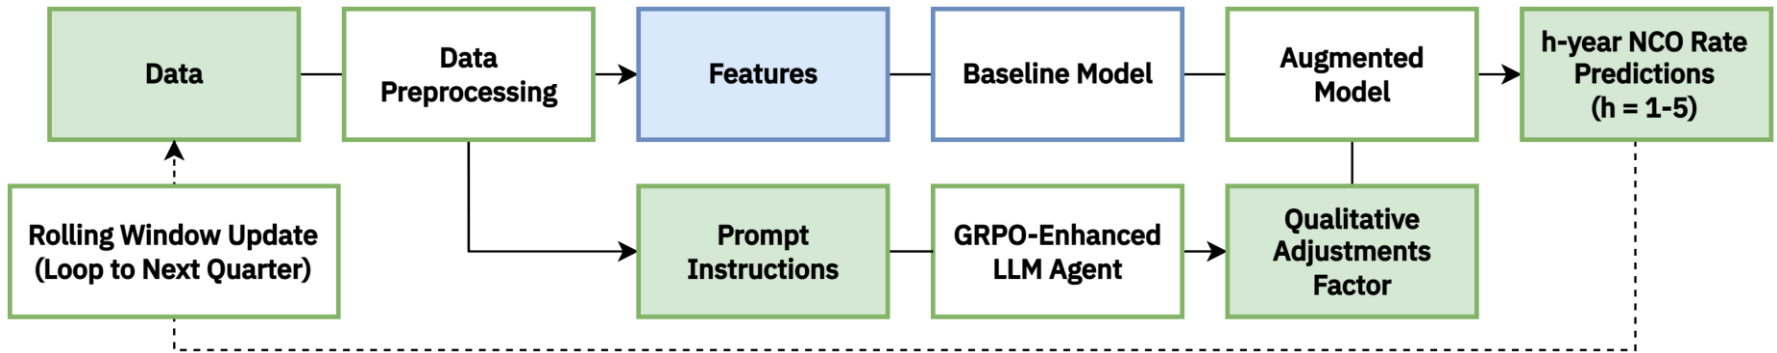 Data
Data
Preprocessing
Features
Baseline Model
Augmented
Model
h-year NCO Rate
Predictions
(h = 1-5)
Rolling Window Update
(Loop to Next Quarter)
Prompt
Instructions
GRPO-Enhanced
LLM Agent
Qualitative
Adjustments
Factor